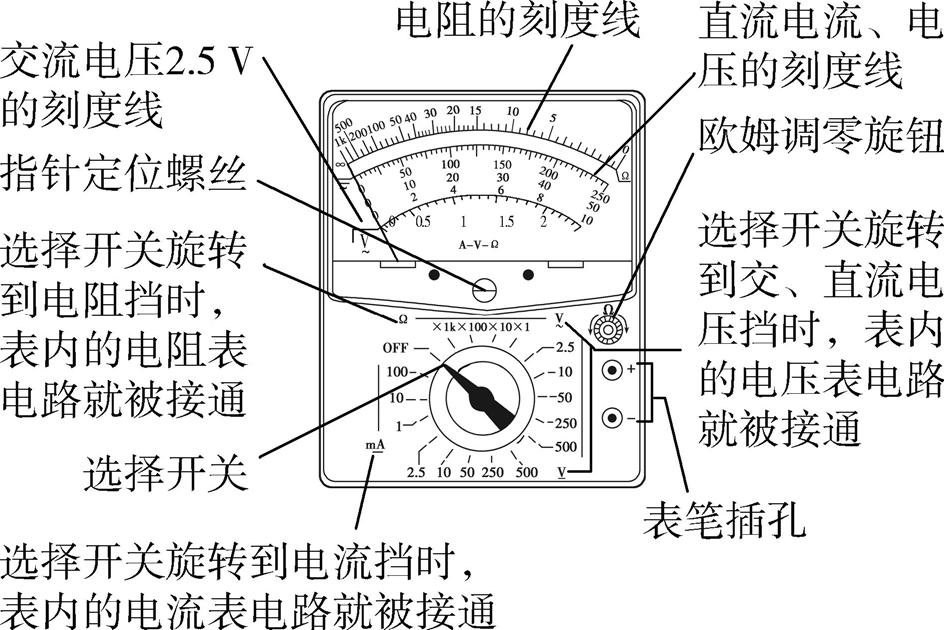 电阻的刻度线
直流电流、电
压的刻度线
交流电压2.5 V
的刻度线
欧姆调零旋钮
指针定位螺丝
选择开关旋转
到电阻挡时,
表内的电阻表
电路就被接通
选择开关旋转
到交、直流电
压挡时,表内
的电压表电路
就被接通
选择开关
表笔插孔
选择开关旋转到电流挡时,
表内的电流表电路就被接通
∞ 1k 500 200 100 50 40 30 20 15 10 5 0 Ω
0 50 100 150 200 250
0 10 20 30 40 50
0 2 4 6 8 10
0 0.5 1 1.5 2
V
~
A-V-Ω
Ω ×1k×100×10×1 V
~
Ω
OFF
100
10
1
mA
2.5
10
50
250
500
2.5 10 50 250 500 V
+
−